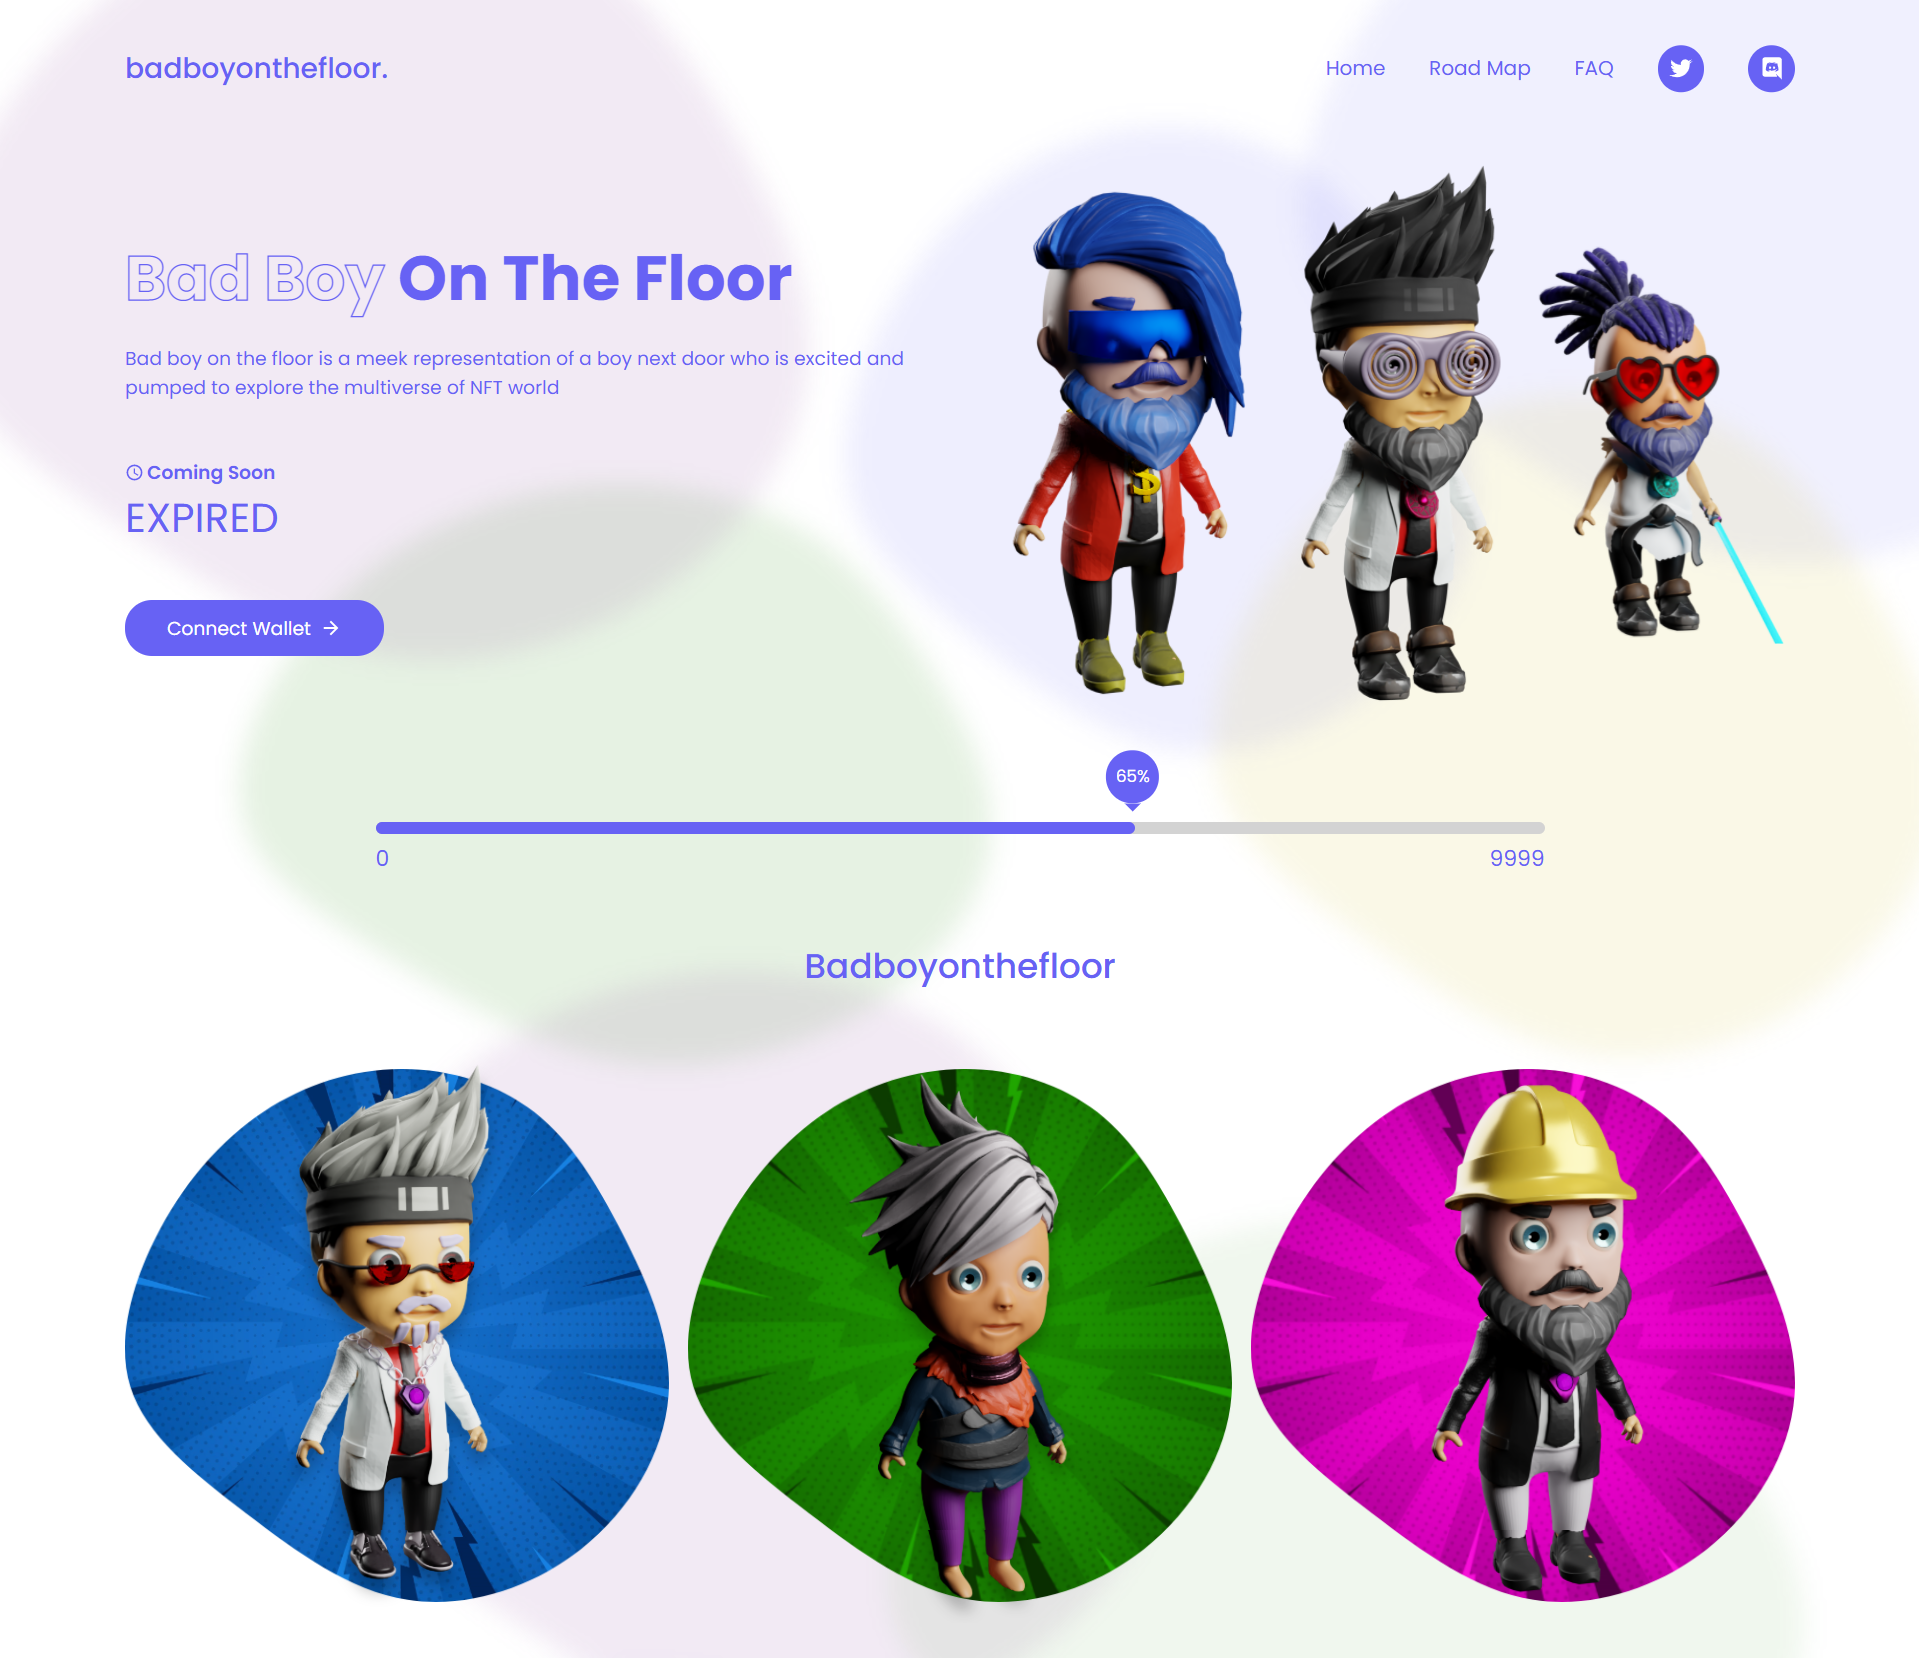 badboyonthefloor.
Home Road Map FAQ
Bad Boy On The Floor
Bad boy on the floor is a meek representation of a boy next door who is excited and
pumped to explore the multiverse of NFT world
Coming Soon
EXPIRED
Connect Wallet →
65%
0 9999
Badboyonthefloor